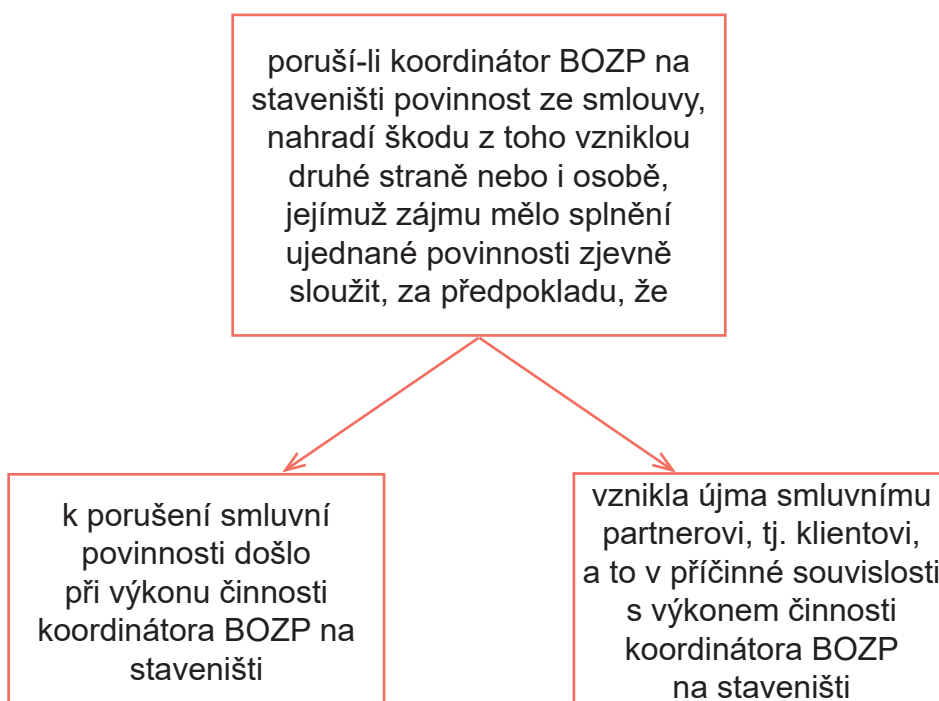 poruší-li koordinátor BOZP na
staveništi povinnost ze smlouvy,
nahradí škodu z toho vzniklou
druhé straně nebo i osobě,
jejímuž zájmu mělo splnění
ujednané povinnosti zjevně
sloužit, za předpokladu, že
k porušení smluvní
povinnosti došlo
při výkonu činnosti
koordinátora BOZP na
staveništi
vznikla újma smluvnímu
partnerovi, tj. klientovi,
a to v příčinné souvislosti
s výkonem činnosti
koordinátora BOZP
na staveništi